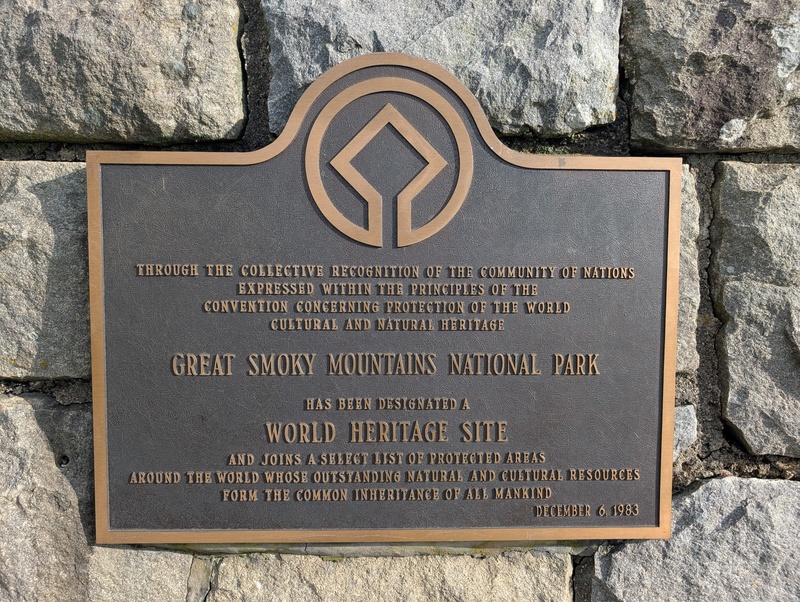 THROUGH THE COLLECTIVE RECOGNITION OF THE COMMUNITY OF NATIONS
EXPRESSED WITHIN THE PRINCIPLES OF THE
CONVENTION CONCERNING PROTECTION OF THE WORLD
CULTURAL AND NATURAL HERITAGE
GREAT SMOKY MOUNTAINS NATIONAL PARK
HAS BEEN DESIGNATED A
WORLD HERITAGE SITE
AND JOINS A SELECT LIST OF PROTECTED AREAS
AROUND THE WORLD WHOSE OUTSTANDING NATURAL AND CULTURAL RESOURCES
FORM THE COMMON INHERITANCE OF ALL MANKIND
DECEMBER 6, 1983